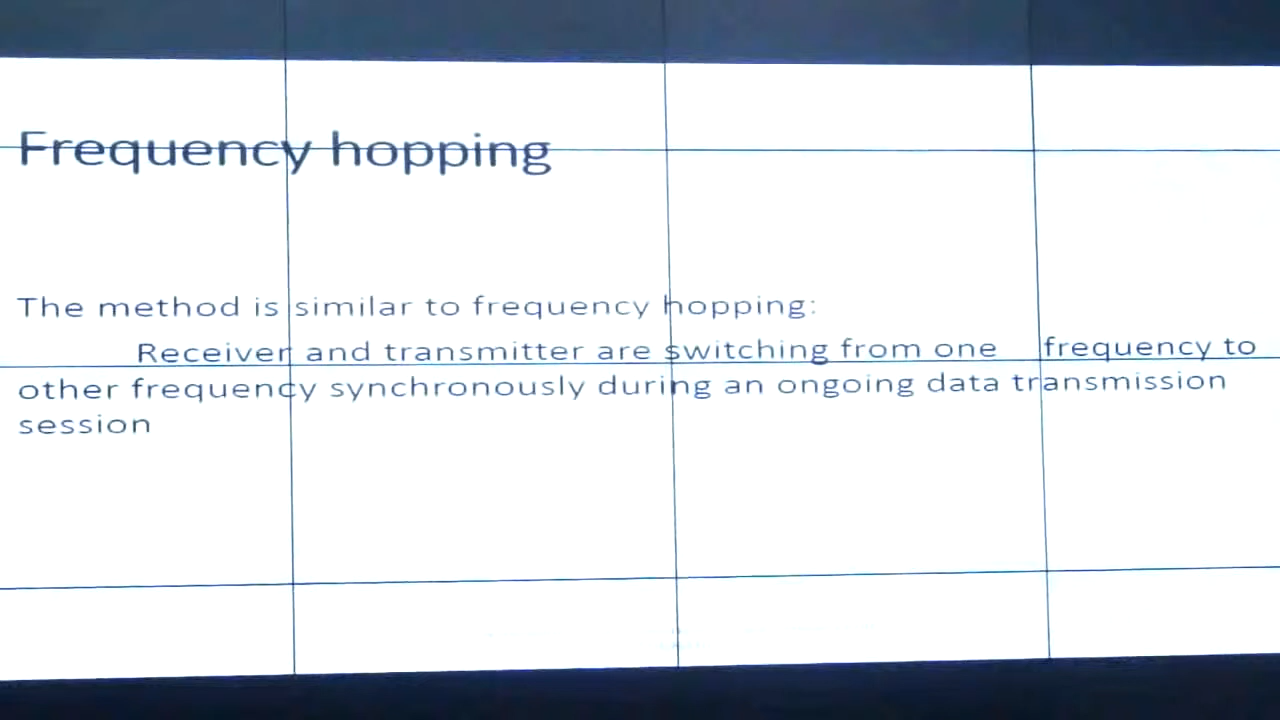 Frequency hopping
The method is similar to frequency hopping:
Receiver and transmitter are switching from one frequency to
other frequency synchronously during an ongoing data transmission
session